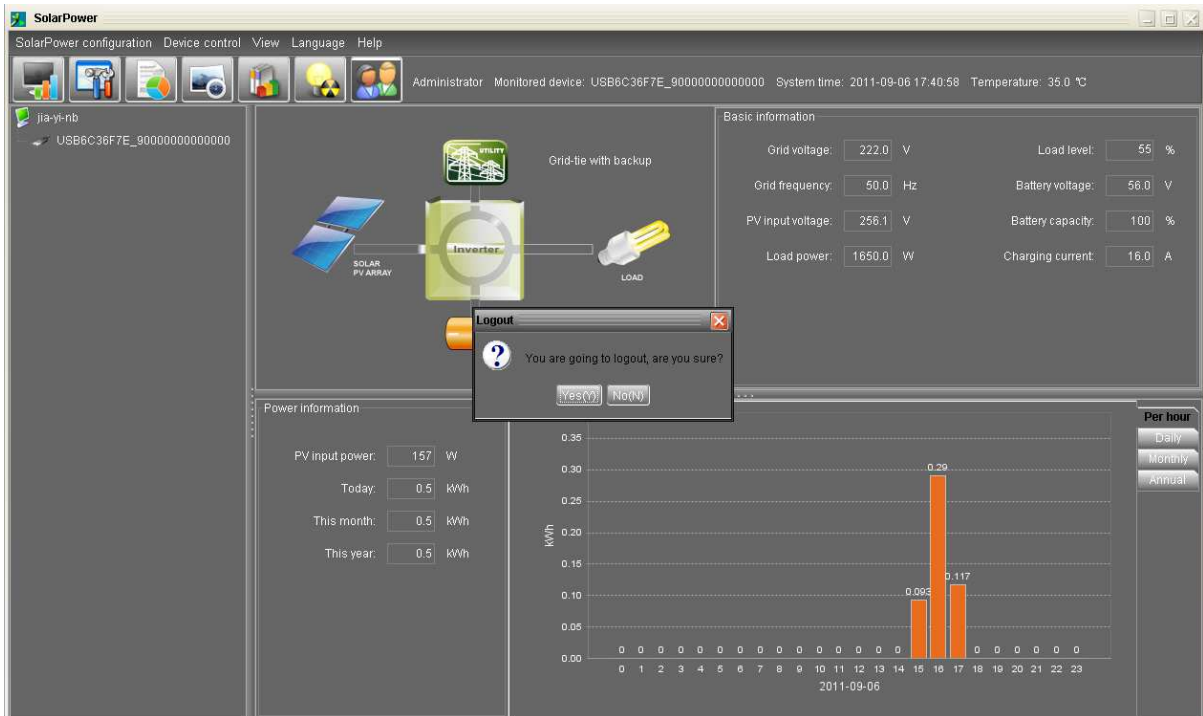 SolarPower
SolarPower configuration Device control View Language Help
Administrator Monitored device: USB6C36F7E_90000000000000 System time: 2011-09-06 17:40:58 Temperature: 35.0 ℃
jia-yi-nb
USB6C36F7E_90000000000000
UTILITY
Grid-tie with backup
Inverter
SOLAR
PV ARRAY
LOAD
Basic information
Grid voltage: 222.0 V Load level: 55 %
Grid frequency: 50.0 Hz Battery voltage: 56.0 V
PV input voltage: 256.1 V Battery capacity: 100 %
Load power: 1650.0 W Charging current: 16.0 A
Logout
You are going to logout, are you sure?
Yes(Y) No(N)
Power information
PV input power: 157 W
Today: 0.5 kWh
This month: 0.5 kWh
This year: 0.5 kWh
Per hour
Daily
Monthly
Annual
kWh
0.35
0.30
0.25
0.20
0.15
0.10
0.05
0.00
0.29
0.117
0.093
0 0 0 0 0 0 0 0 0 0 0 0 0 0 0 0 0 0 0 0 0
0 1 2 3 4 5 6 7 8 9 10 11 12 13 14 15 16 17 18 19 20 21 22 23
2011-09-06